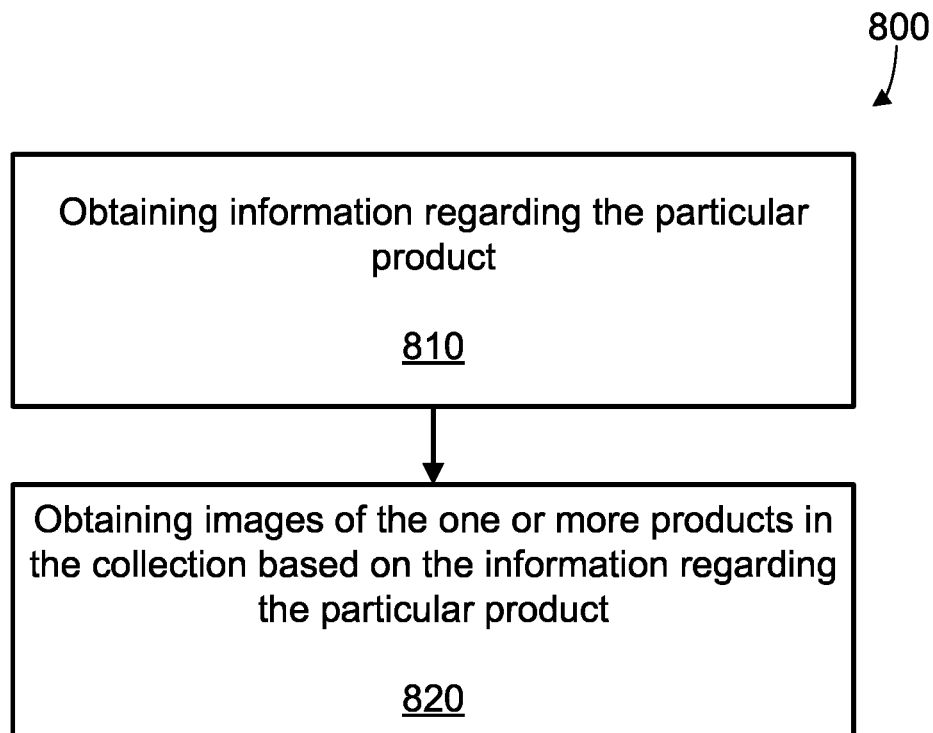 800
Obtaining information regarding the particular
product
810
Obtaining images of the one or more products in
the collection based on the information regarding
the particular product
820